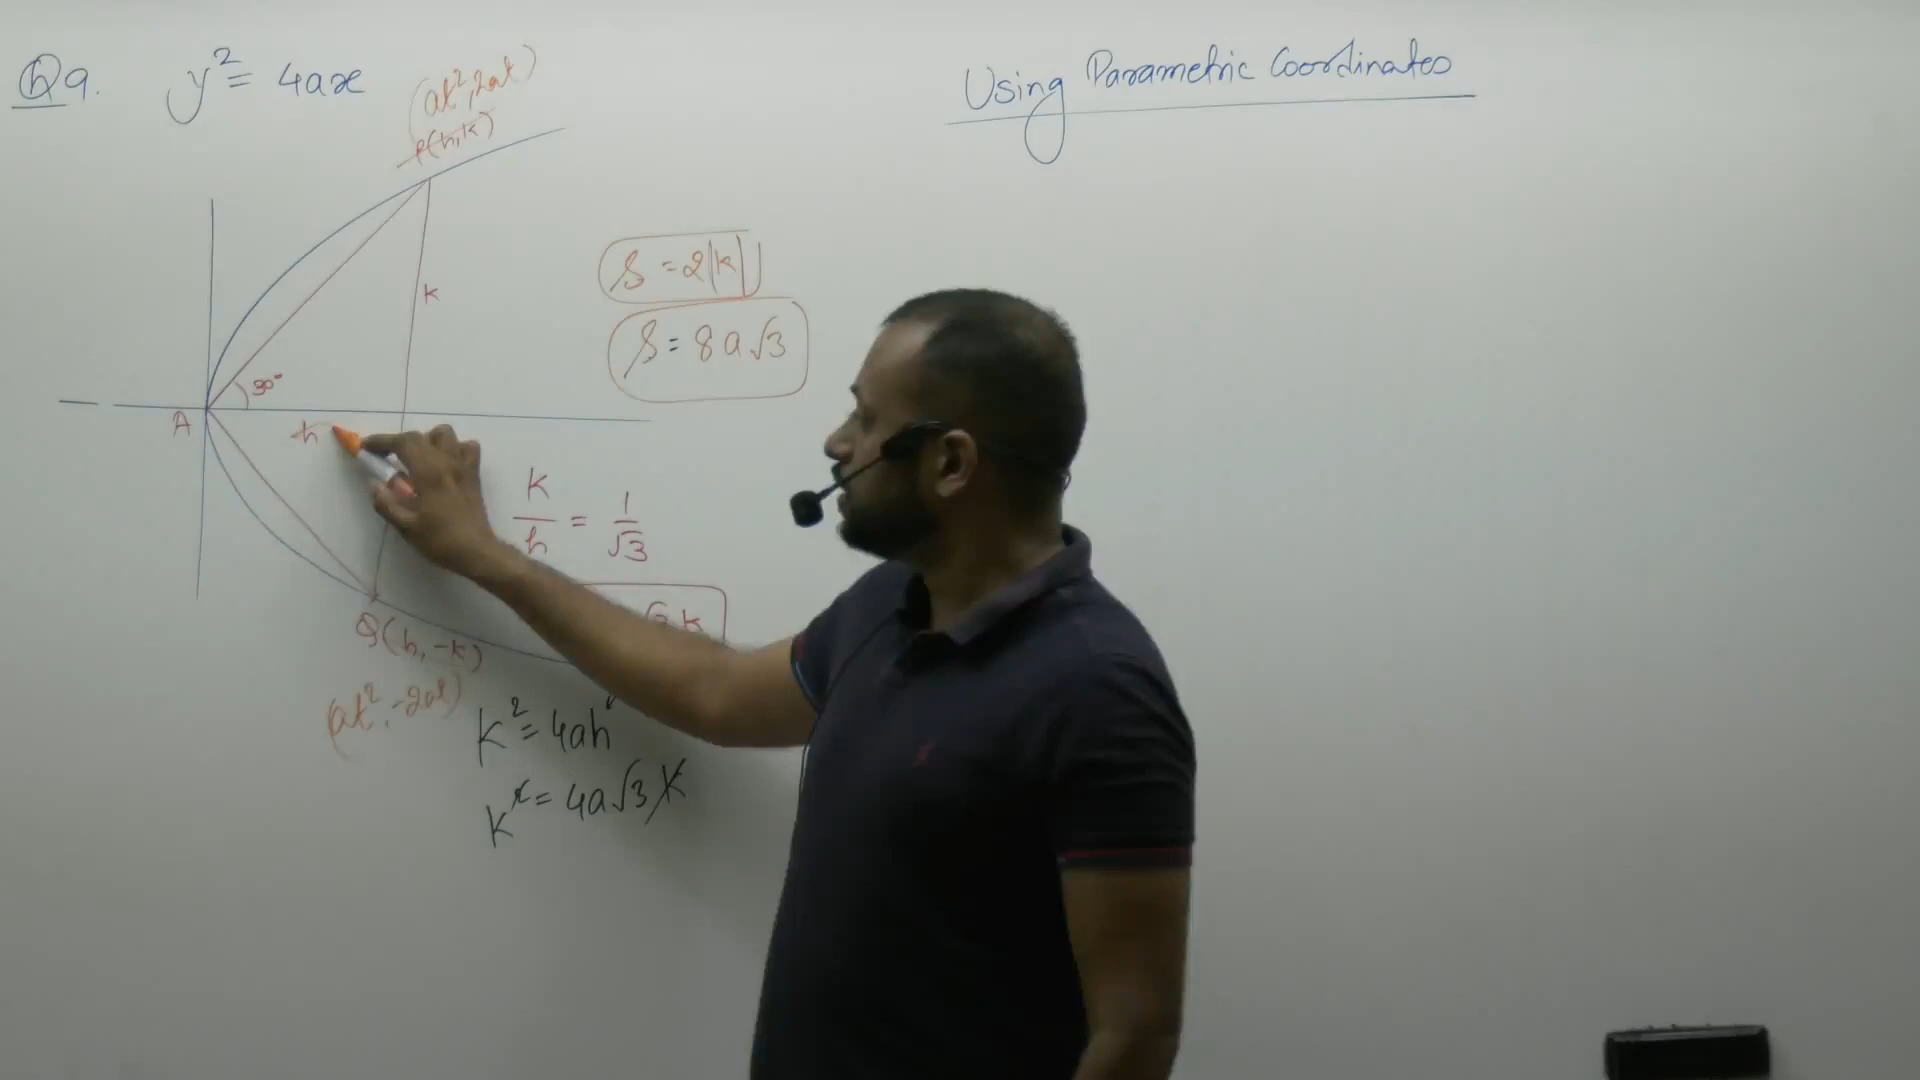 Q9. y² = 4ax
Using Parametric Coordinates
(at², 2at)
P(h, k)
S = 2|k|
k
S = 8a√3
30°
A
h
k/h = 1/√3
k
Q(h, -k)
(at², -2at)
k² = 4ah
k² = 4a√3 k